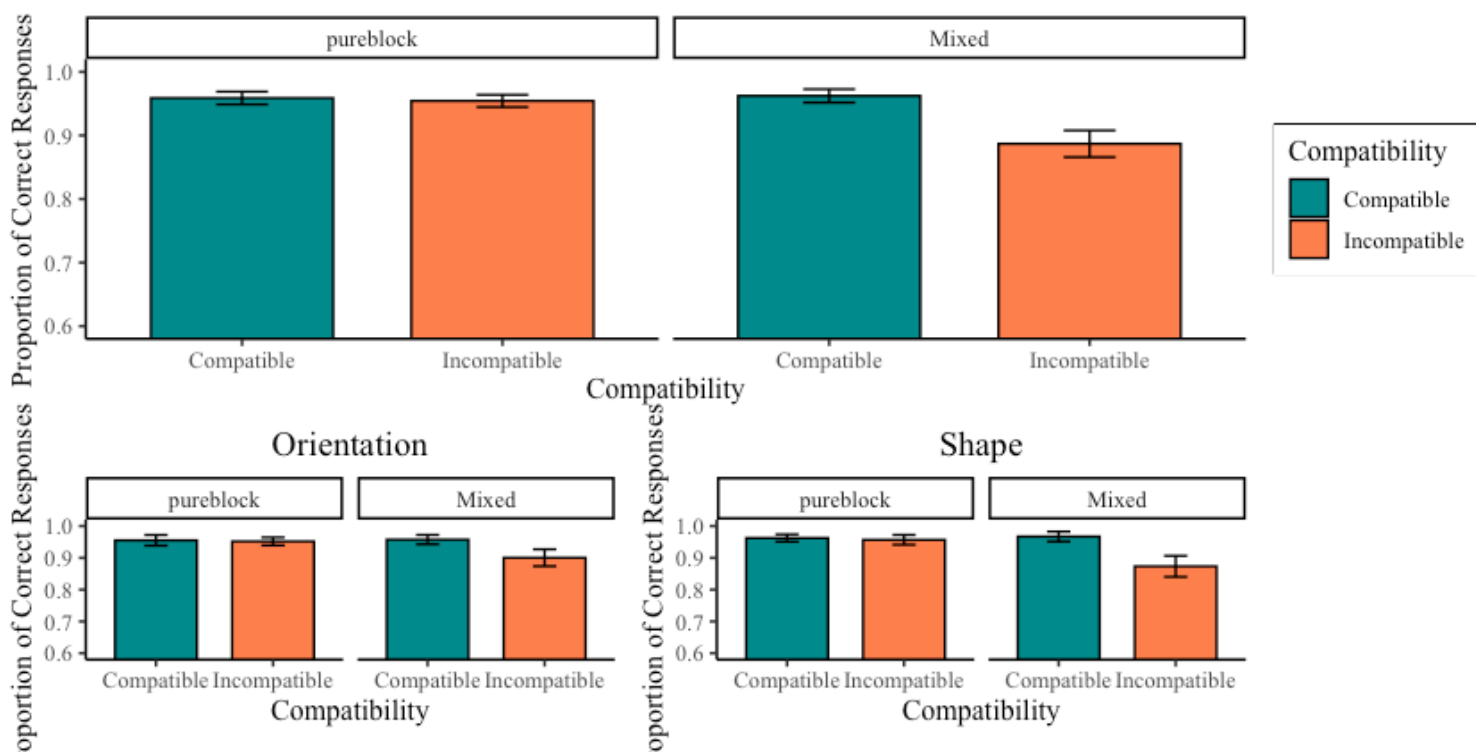 Proportion of Correct Responses
pureblock
Mixed
1.0
0.9
0.8
0.7
0.6
Compatible
Incompatible
Compatible
Incompatible
Compatibility
Compatibility
Compatible
Incompatible
Orientation
oportion of Correct Responses
pureblock
Mixed
1.0
0.9
0.8
0.7
0.6
Compatible Incompatible
Compatible Incompatible
Compatibility
Shape
oportion of Correct Responses
pureblock
Mixed
1.0
0.9
0.8
0.7
0.6
Compatible Incompatible
Compatible Incompatible
Compatibility